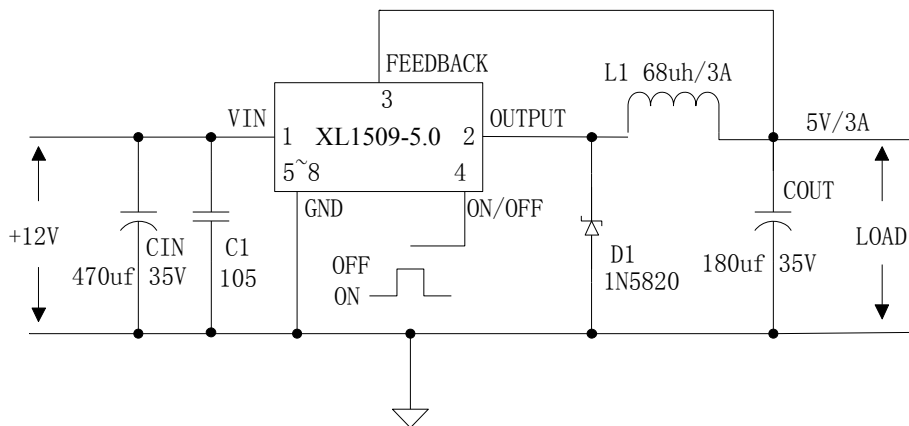 FEEDBACK
L1 68uh/3A
3
VIN
OUTPUT
5V/3A
1 XL1509-5.0 2
5~8 4
GND
ON/OFF
COUT
+12V
CIN
C1
OFF
D1
LOAD
470uf 35V
105
ON
1N5820
180uf 35V